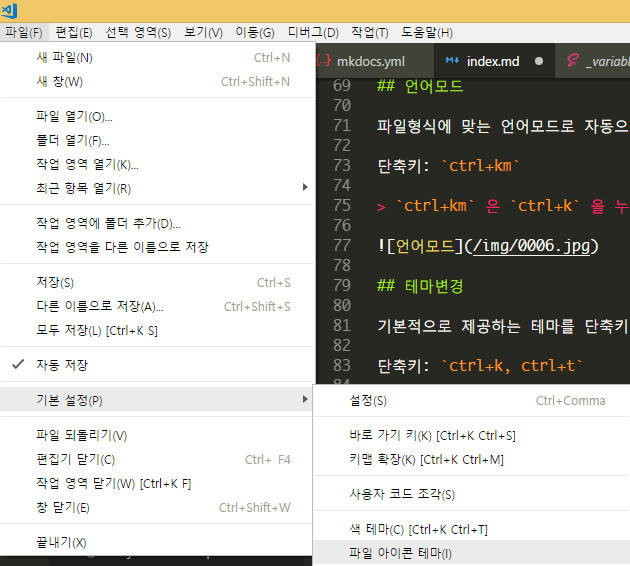 파일(F) 편집(E) 선택 영역(S) 보기(V) 이동(G) 디버그(D) 작업(T) 도움말(H)
새 파일(N) Ctrl+N
새 창(W) Ctrl+Shift+N
파일 열기(O)...
폴더 열기(F)...
작업 영역 열기(K)...
최근 항목 열기(R)
작업 영역에 폴더 추가(D)...
작업 영역을 다른 이름으로 저장
저장(S) Ctrl+S
다른 이름으로 저장(A)... Ctrl+Shift+S
모두 저장(L) [Ctrl+K S]
자동 저장
기본 설정(P)
파일 되돌리기(V)
편집기 닫기(C) Ctrl+ F4
작업 영역 닫기(W) [Ctrl+K F]
창 닫기(E) Ctrl+Shift+W
끝내기(X)
{..} mkdocs.yml index.md _variabl
69 ## 언어모드
70
71 파일형식에 맞는 언어모드로 자동으
72
73 단축키: `ctrl+km`
74
75 > `ctrl+km` 은 `ctrl+k` 을 누
76
77 ![언어모드](/img/0006.jpg)
78
79 ## 테마변경
80
81 기본적으로 제공하는 테마를 단축키
82
83 단축키: `ctrl+k, ctrl+t`
설정(S) Ctrl+Comma
바로 가기 키(K) [Ctrl+K Ctrl+S]
키맵 확장(K) [Ctrl+K Ctrl+M]
사용자 코드 조각(S)
색 테마(C) [Ctrl+K Ctrl+T]
파일 아이콘 테마(I)